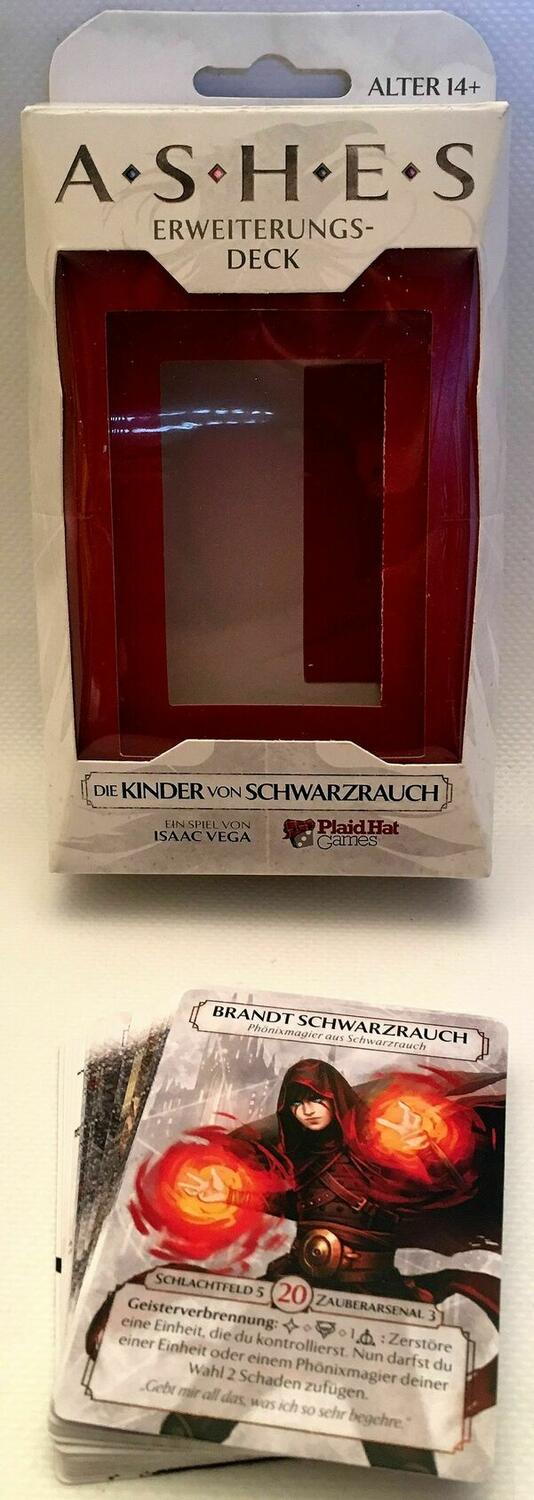 ALTER 14+
A·S·H·E·S
ERWEITERUNGS-
DECK
DIE KINDER VON SCHWARZRAUCH
EIN SPIEL VON
ISAAC VEGA
Plaid Hat
Games
BRANDT SCHWARZRAUCH
Phönixmagier aus Schwarzrauch
SCHLACHTFELD 5 20 ZAUBERARSENAL 3
Geisterverbrennung: 1 : Zerstöre
eine Einheit, die du kontrollierst. Nun darfst du
einer Einheit oder einem Phönixmagier deiner
Wahl 2 Schaden zufügen.
„Gebt mir all das, was ich so sehr begehre.“